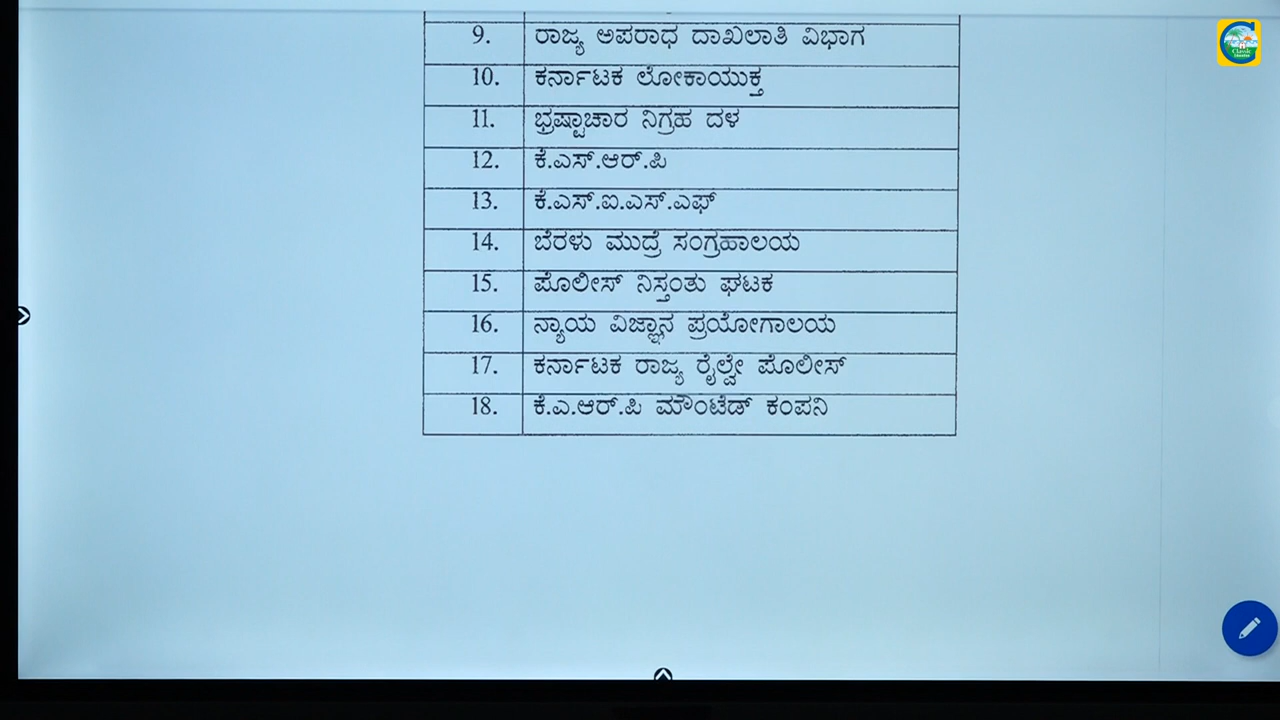 9. ರಾಜ್ಯ ಅಪರಾಧ ದಾಖಲಾತಿ ವಿಭಾಗ
10. ಕರ್ನಾಟಕ ಲೋಕಾಯುಕ್ತ
11. ಭ್ರಷ್ಟಾಚಾರ ನಿಗ್ರಹ ದಳ
12. ಕೆ.ಎಸ್.ಆರ್.ಪಿ
13. ಕೆ.ಎಸ್.ಐ.ಎಸ್.ಎಫ್
14. ಬೆರಳು ಮುದ್ರೆ ಸಂಗ್ರಹಾಲಯ
15. ಪೊಲೀಸ್ ನಿಸ್ತಂತು ಘಟಕ
16. ನ್ಯಾಯ ವಿಜ್ಞಾನ ಪ್ರಯೋಗಾಲಯ
17. ಕರ್ನಾಟಕ ರಾಜ್ಯ ರೈಲ್ವೇ ಪೊಲೀಸ್
18. ಕೆ.ಎ.ಆರ್.ಪಿ ಮೌಂಟೆಡ್ ಕಂಪನಿ
Classic